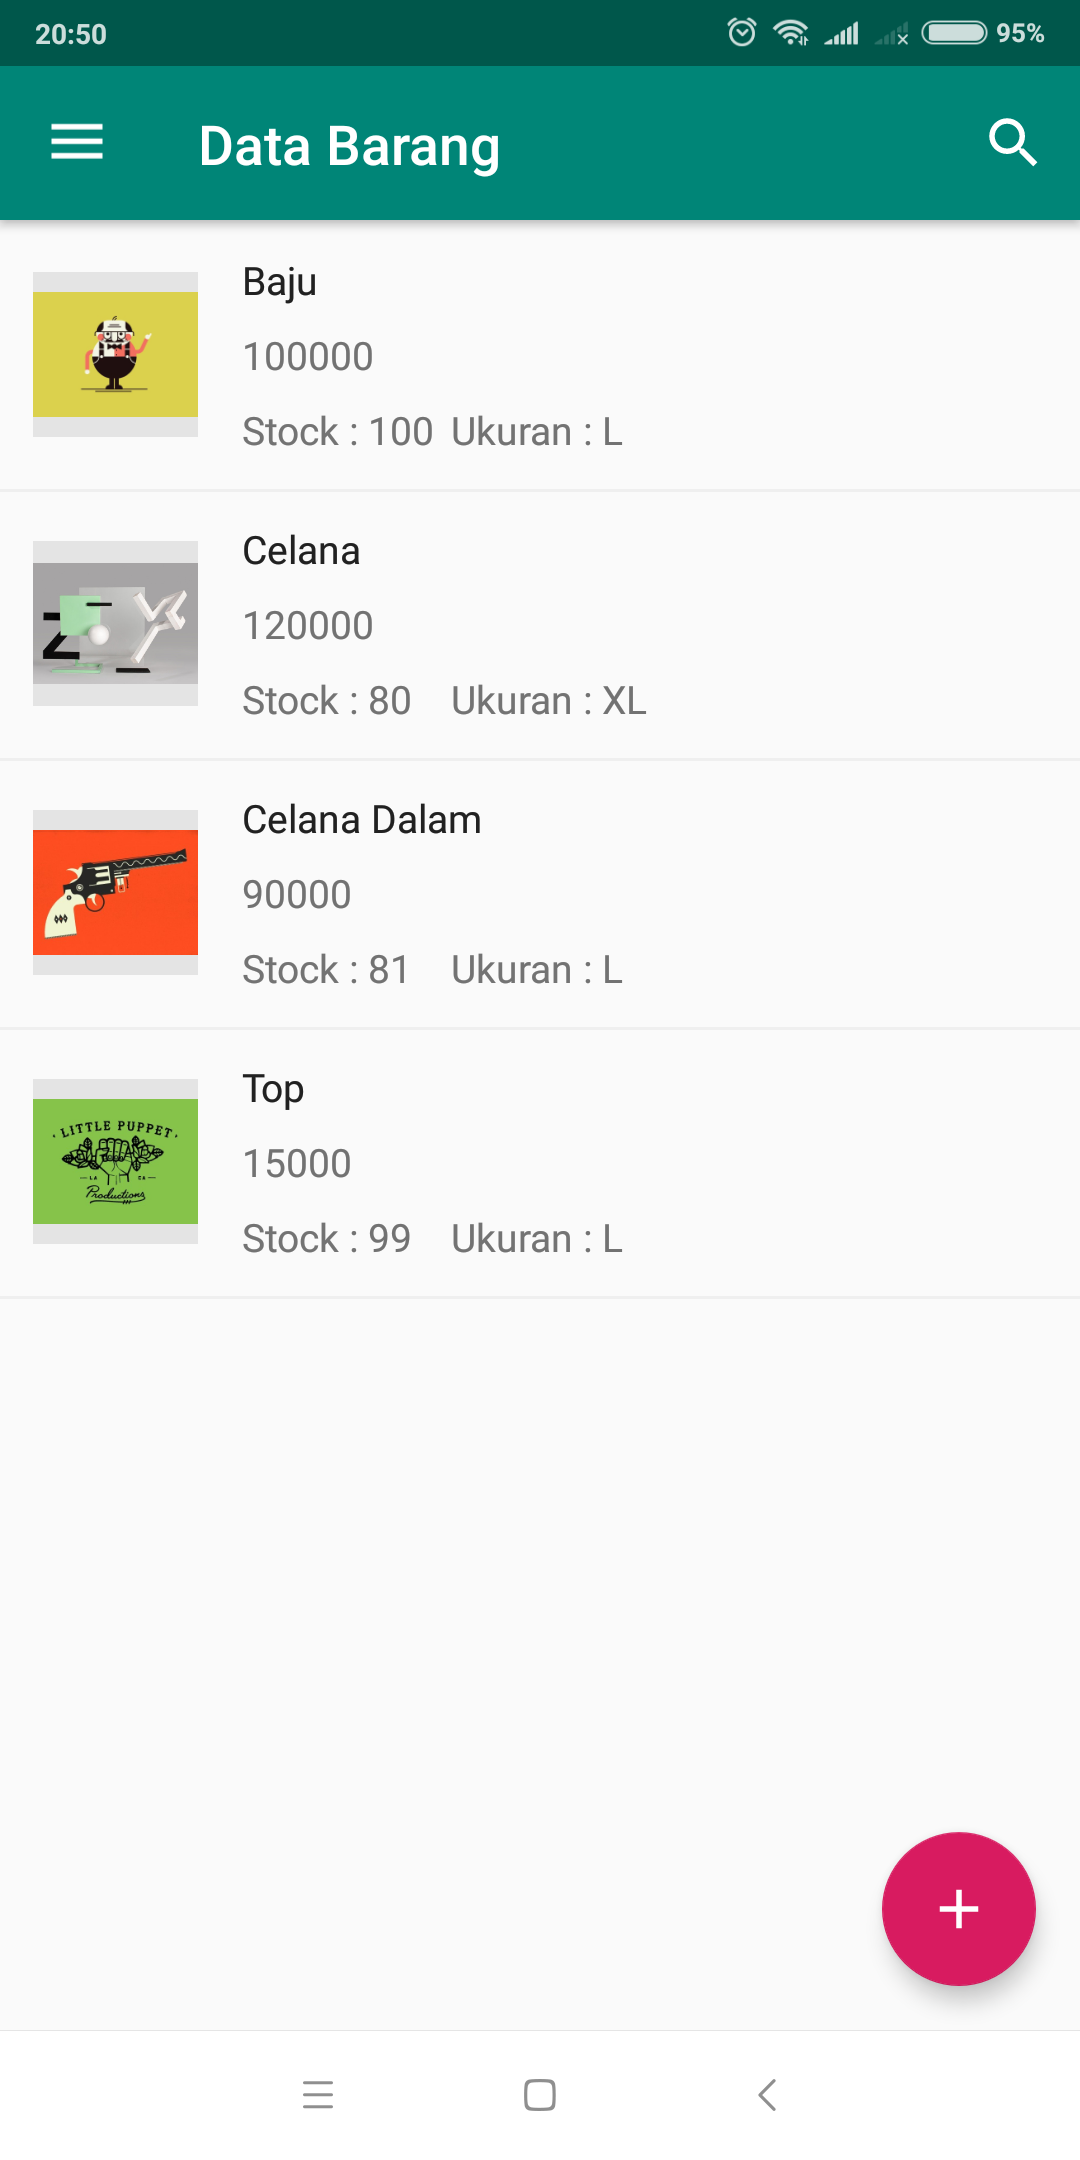 20:50
95%
Data Barang
Baju
100000
Stock : 100 Ukuran : L
Celana
120000
Stock : 80 Ukuran : XL
Celana Dalam
90000
Stock : 81 Ukuran : L
LITTLE PUPPET
LA CA
Productions
Top
15000
Stock : 99 Ukuran : L